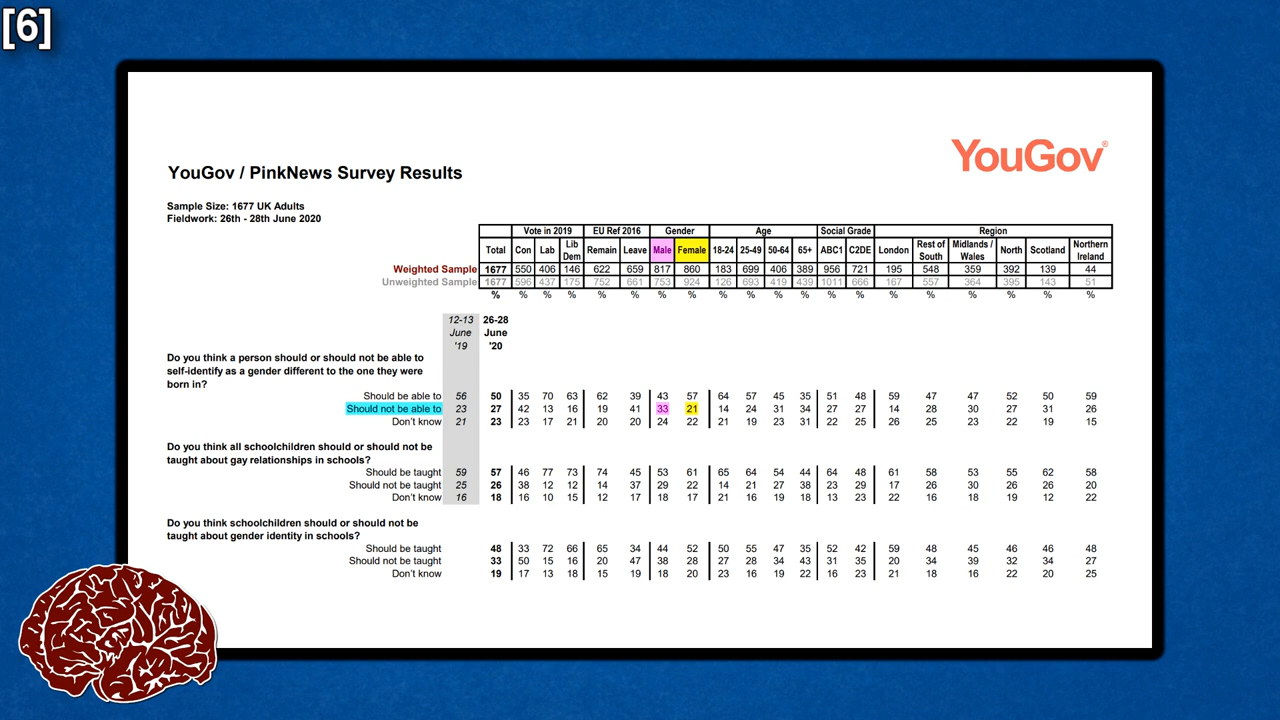 [6]
YouGov®
YouGov / PinkNews Survey Results
Sample Size: 1677 UK Adults
Fieldwork: 26th - 28th June 2020
Vote in 2019 EU Ref 2016 Gender Age Social Grade Region
Total Con Lab Lib Dem Remain Leave Male Female 18-24 25-49 50-64 65+ ABC1 C2DE London Rest of South Midlands / Wales North Scotland Northern Ireland
Weighted Sample 1677 550 406 146 622 659 817 860 183 699 406 389 956 721 195 548 359 392 139 44
Unweighted Sample 1677 596 437 175 752 661 753 924 126 693 419 439 1011 666 167 557 364 395 143 51
% % % % % % % % % % % % % % % % % % % %
12-13 26-28
June June
'19 '20
Do you think a person should or should not be able to
self-identify as a gender different to the one they were
born in?
Should be able to 56 50 35 70 63 62 39 43 57 64 57 45 35 51 48 59 47 47 52 50 59
Should not be able to 23 27 42 13 16 19 41 33 21 14 24 31 34 27 27 14 28 30 27 31 26
Don't know 21 23 23 17 21 20 20 24 22 21 19 23 31 22 25 26 25 23 22 19 15
Do you think all schoolchildren should or should not be
taught about gay relationships in schools?
Should be taught 59 57 46 77 73 74 45 53 61 65 64 54 44 64 48 61 58 53 55 62 58
Should not be taught 25 26 38 12 12 14 37 29 22 14 21 27 38 23 29 17 26 30 26 26 20
Don't know 16 18 16 10 15 12 17 18 17 21 16 19 18 13 23 22 16 18 19 12 22
Do you think schoolchildren should or should not be
taught about gender identity in schools?
Should be taught 48 33 72 66 65 34 44 52 50 55 47 35 52 42 59 48 45 46 46 48
Should not be taught 33 50 15 16 20 47 38 28 27 28 34 43 31 35 20 34 39 32 34 27
Don't know 19 17 13 18 15 19 18 20 23 16 19 22 16 23 21 18 16 22 20 25